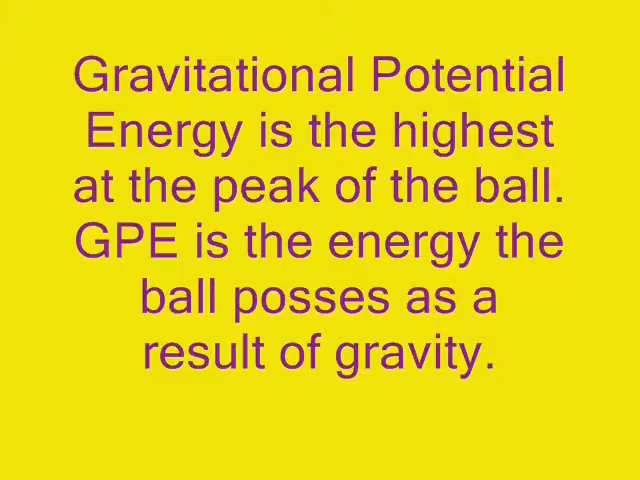 Gravitational Potential
Energy is the highest
at the peak of the ball.
GPE is the energy the
ball posses as a
result of gravity.